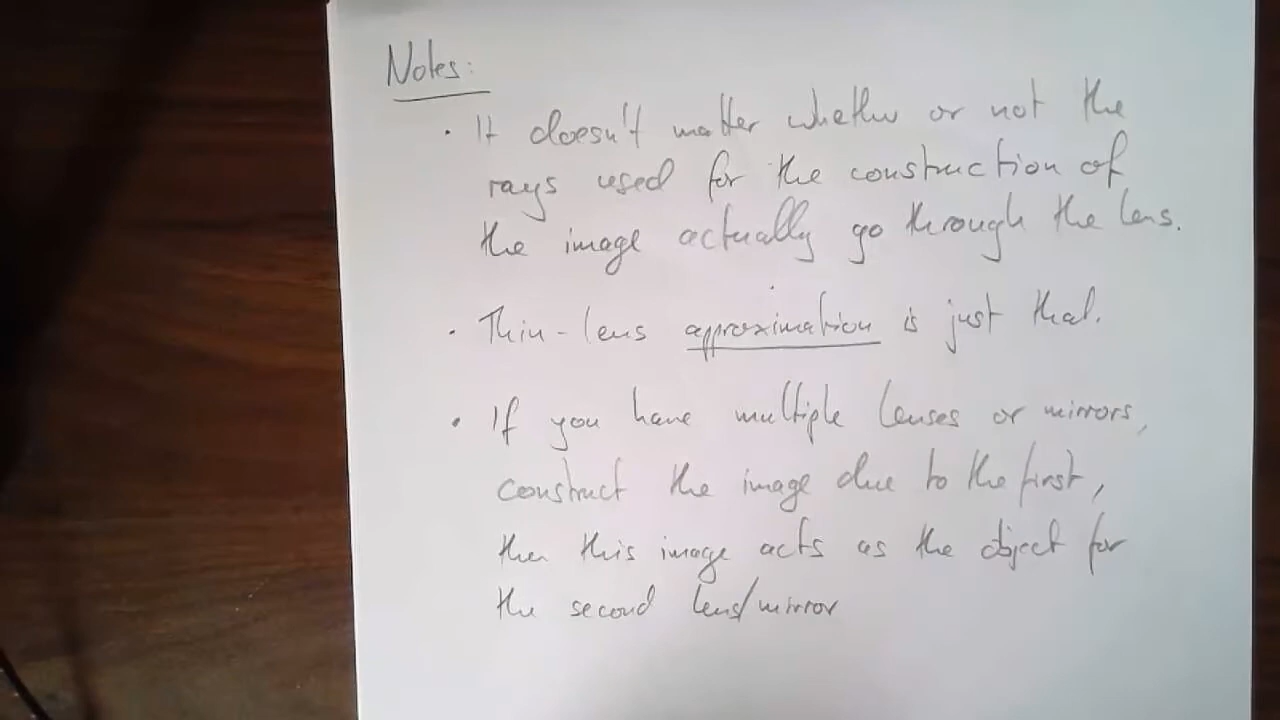 Notes:
· It doesn't matter whether or not the
rays used for the construction of
the image actually go through the lens.
· Thin-lens approximation is just that.
· If you have multiple lenses or mirrors,
construct the image due to the first,
then this image acts as the object for
the second lens/mirror